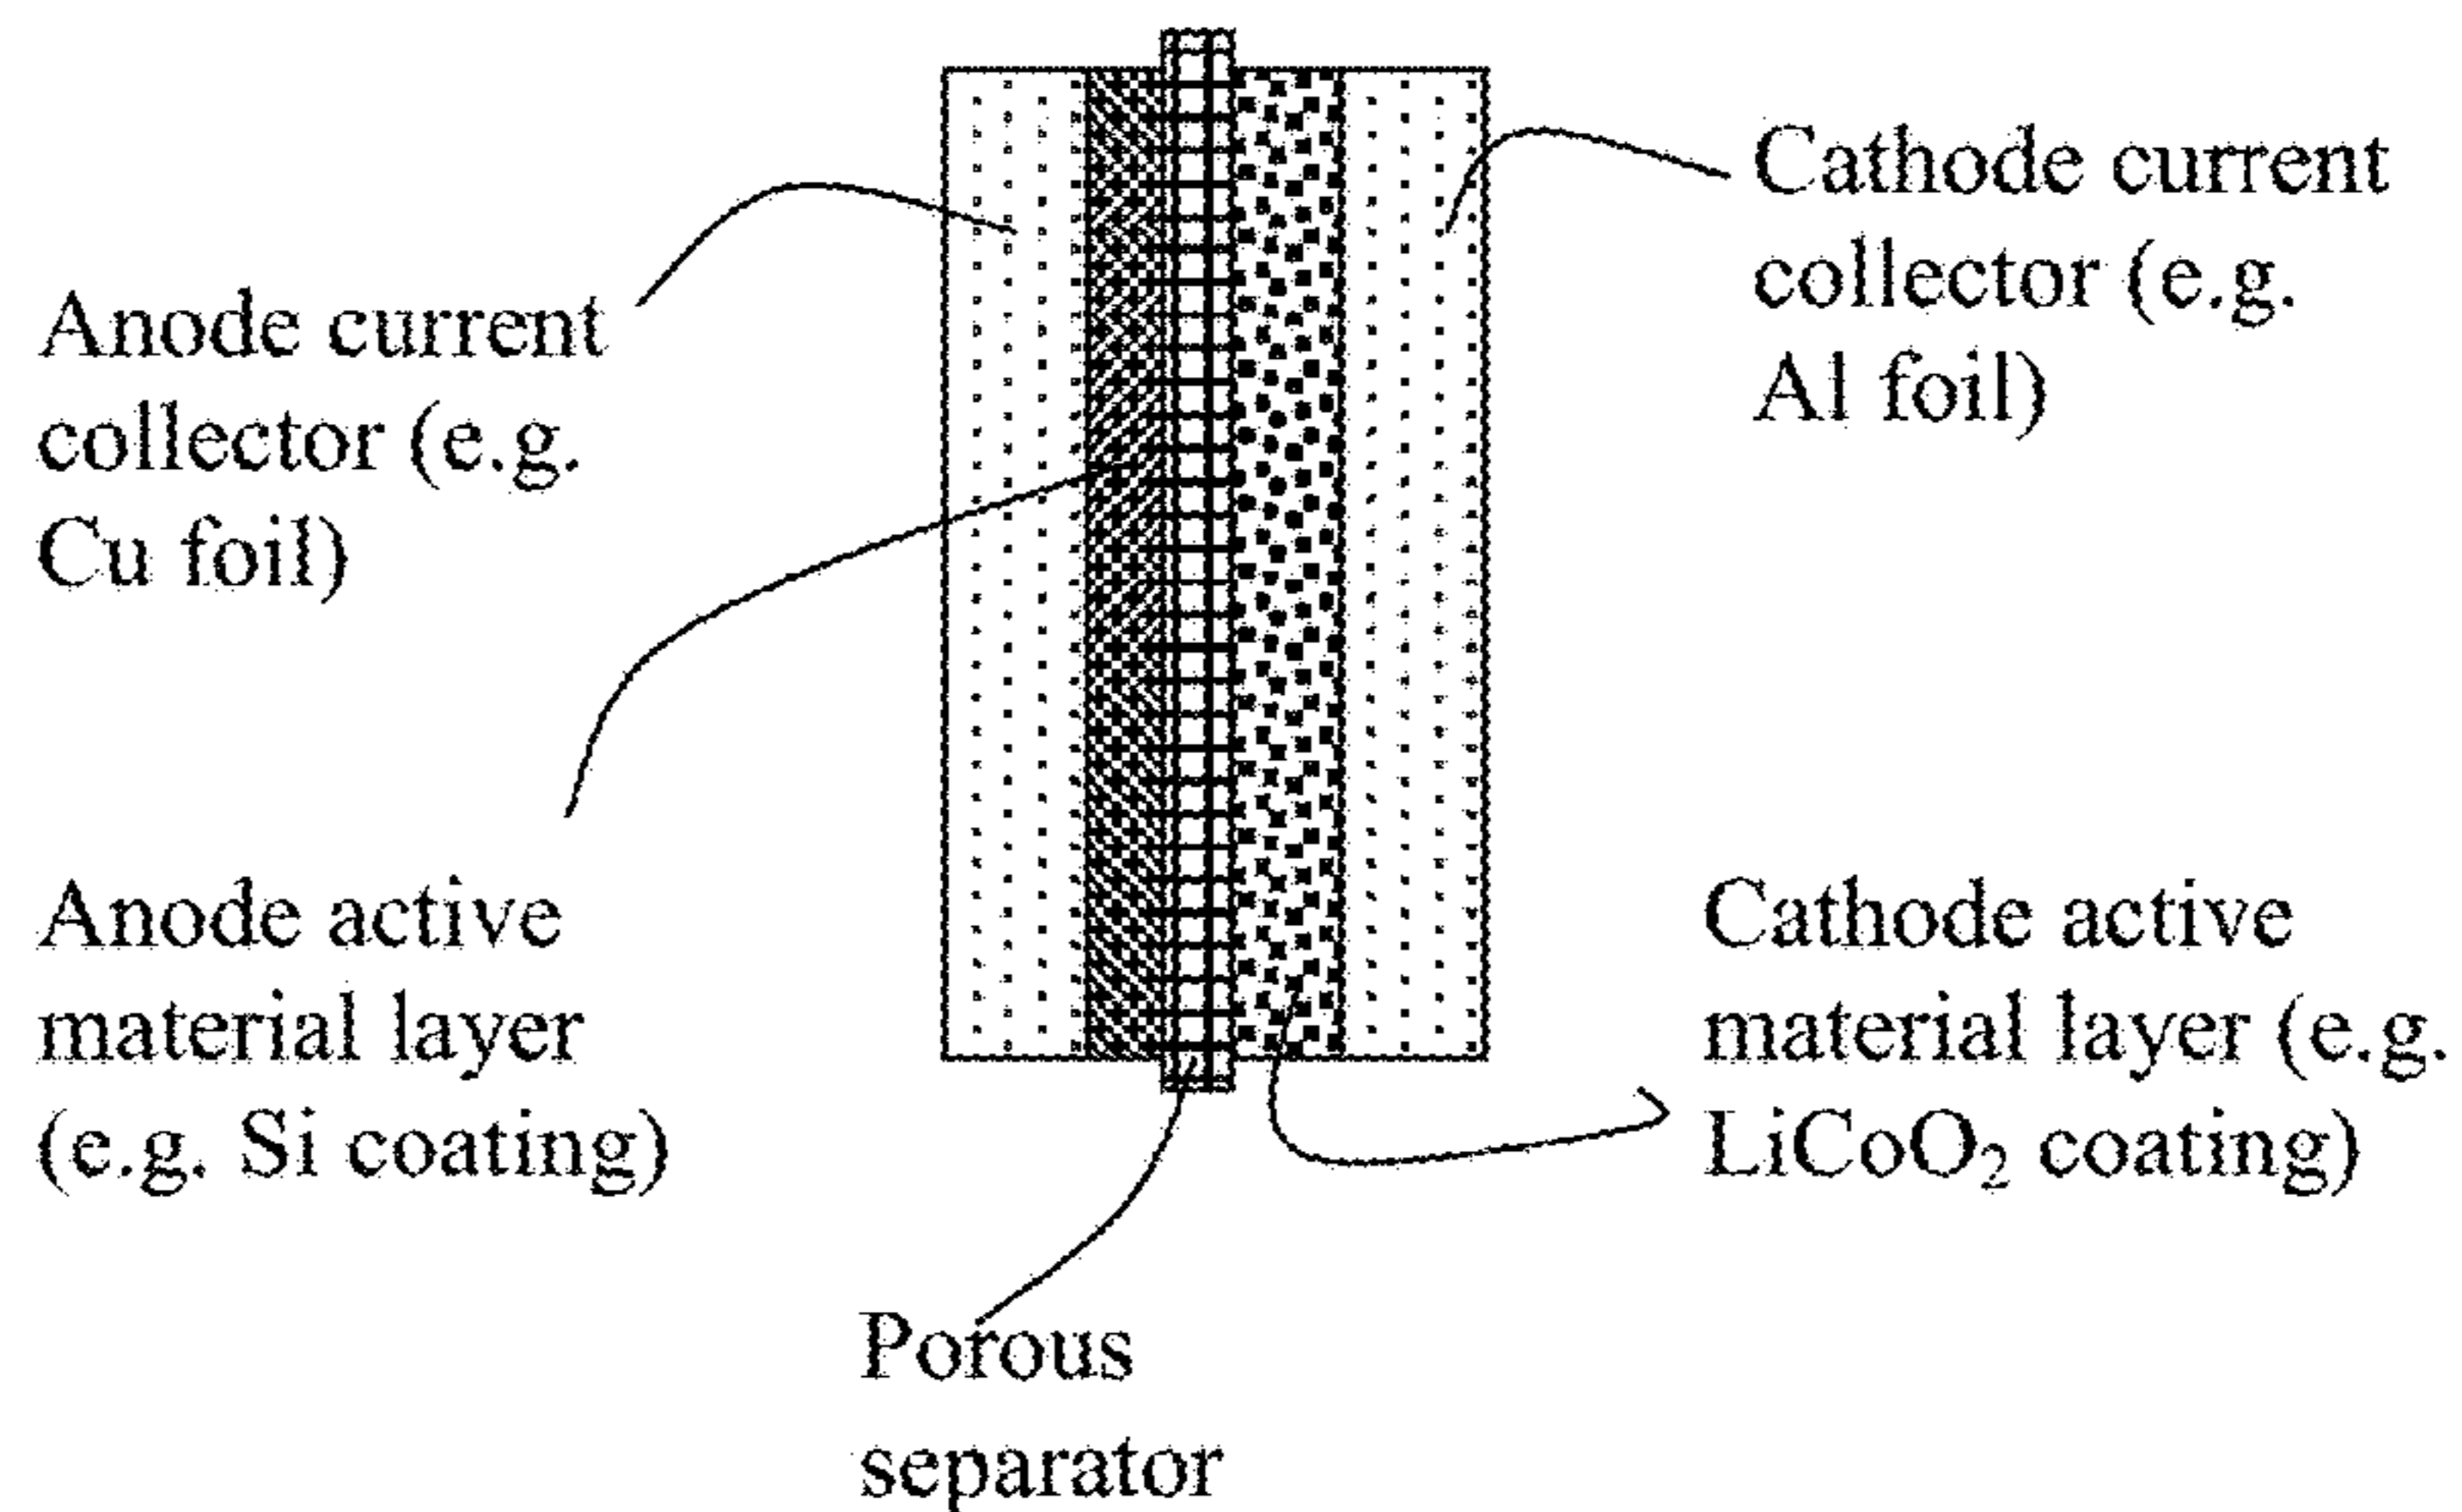 Anode current
collector (e.g.
Cu foil)
Cathode current
collector (e.g.
Al foil)
Anode active
material layer
(e.g. Si coating)
Cathode active
material layer (e.g.
LiCoO₂ coating)
Porous
separator